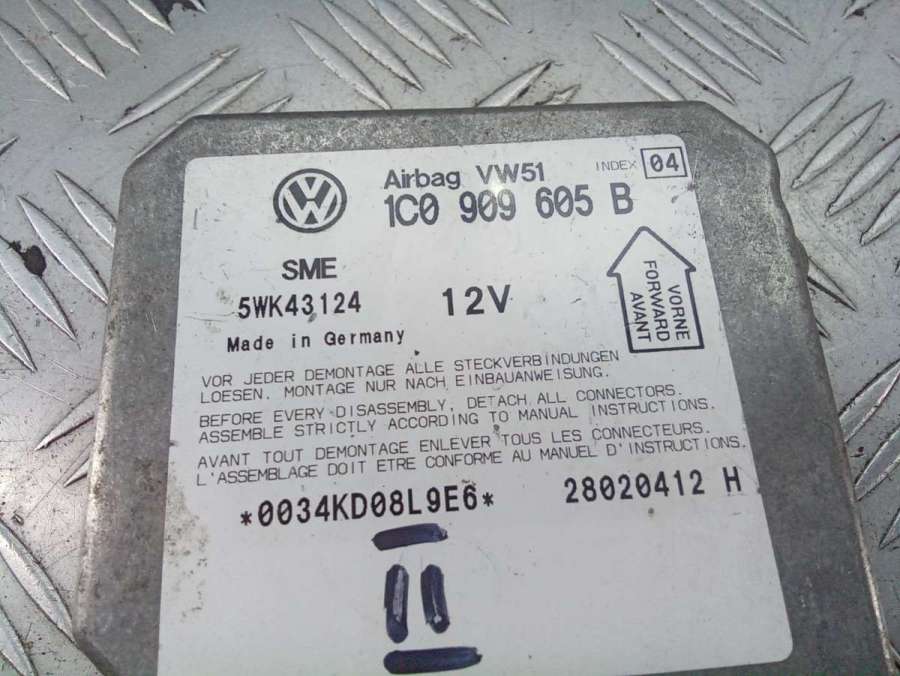 Airbag VW51 INDEX 04
1C0 909 605 B
SME
5WK43124 12V
Made in Germany
VORNE
FORWARD
AVANT
VOR JEDER DEMONTAGE ALLE STECKVERBINDUNGEN
LOESEN. MONTAGE NUR NACH EINBAUANWEISUNG.
BEFORE EVERY DISASSEMBLY, DETACH ALL CONNECTORS.
ASSEMBLE STRICTLY ACCORDING TO MANUAL INSTRUCTIONS.
AVANT TOUT DEMONTAGE ENLEVER TOUS LES CONNECTEURS.
L'ASSEMBLAGE DOIT ETRE CONFORME AU MANUEL D'INSTRUCTIONS.
*0034KD08L9E6* 28020412 H